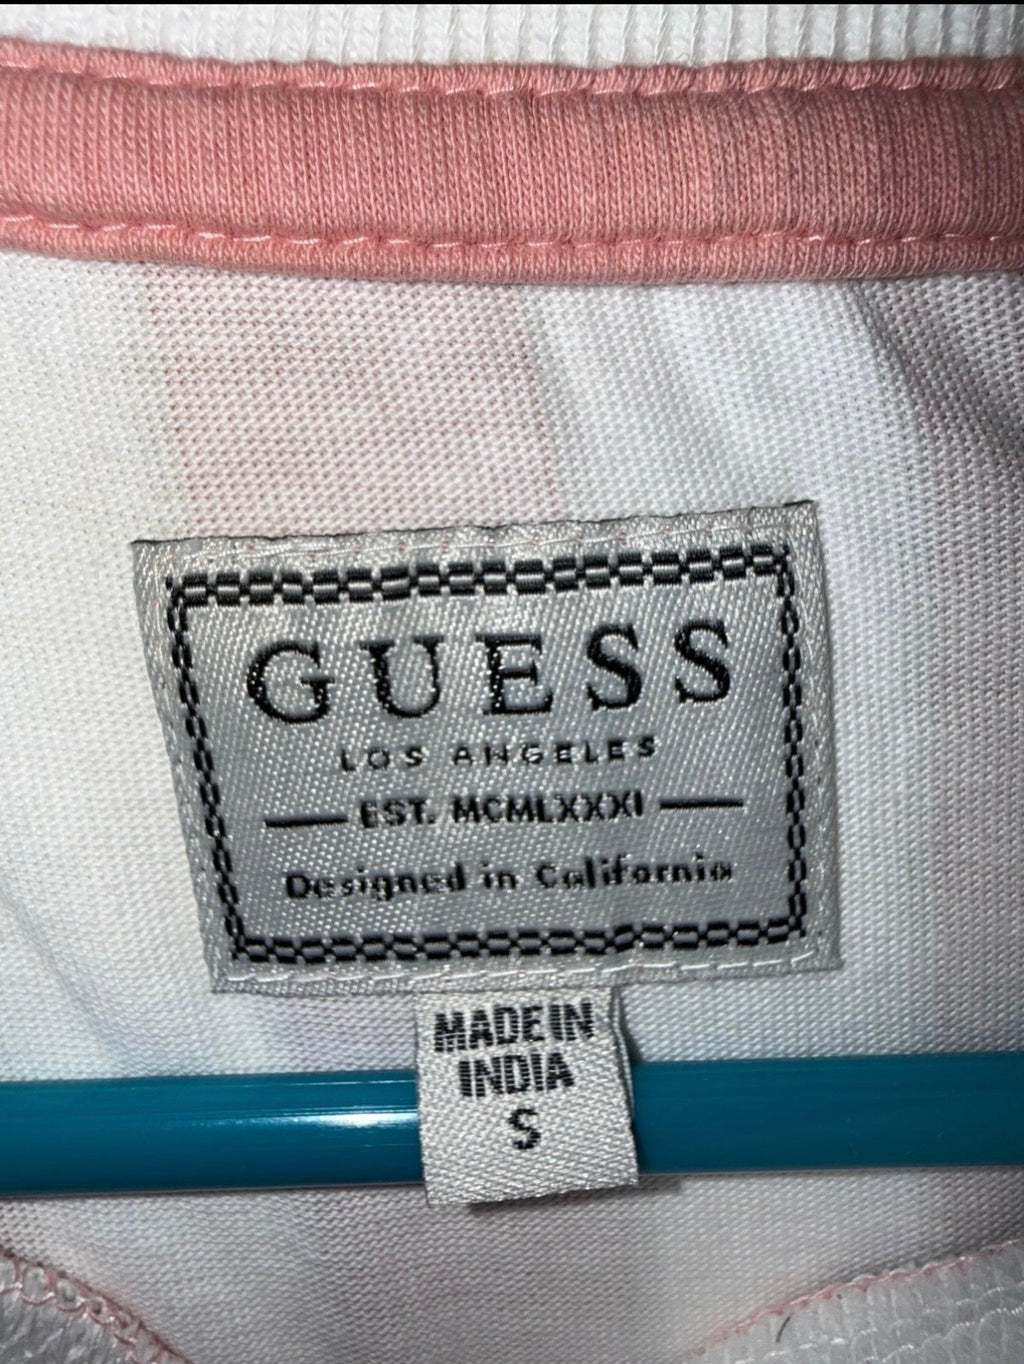 GUESS
LOS ANGELES
EST. MCMLXXXI
Designed in California
MADE IN
INDIA
S